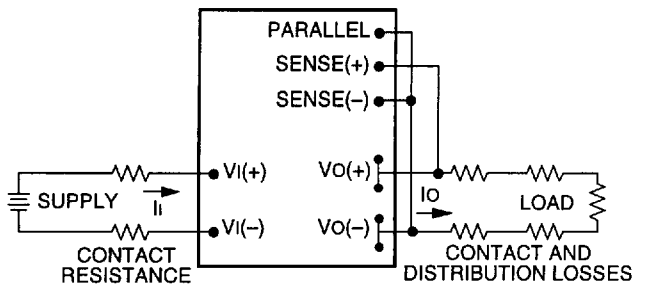 PARALLEL
SENSE(+)
SENSE(–)
VI(+)
VO(+)
SUPPLY
II
IO
LOAD
VI(–)
VO(–)
CONTACT
RESISTANCE
CONTACT AND
DISTRIBUTION LOSSES